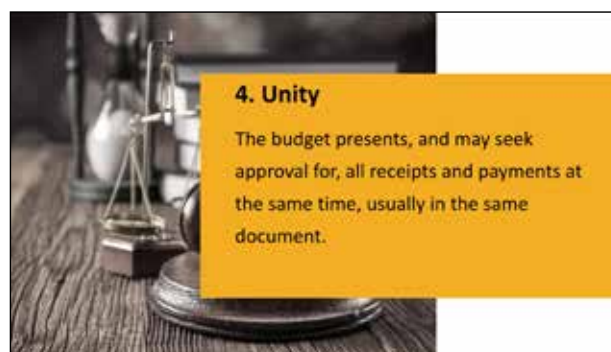 4. Unity
The budget presents, and may seek
approval for, all receipts and payments at
the same time, usually in the same
document.